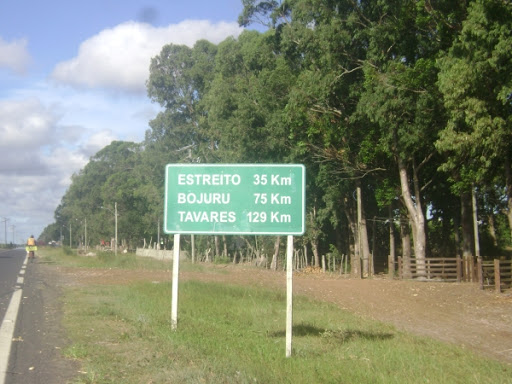 ESTREITO 35 Km
BOJURU 75 Km
TAVARES 129 Km